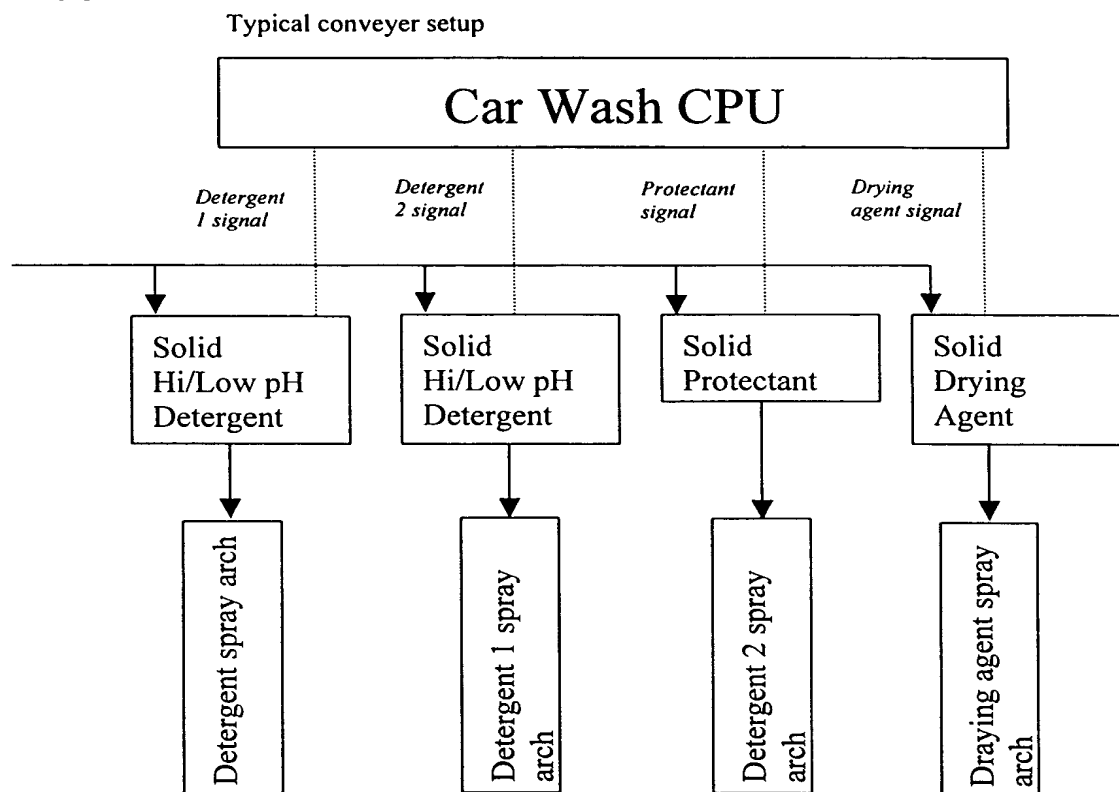 Typical conveyer setup
Car Wash CPU
Detergent
1 signal
Detergent
2 signal
Protectant
signal
Drying
agent signal
Solid
Hi/Low pH
Detergent
Solid
Hi/Low pH
Detergent
Solid
Protectant
Solid
Drying
Agent
Detergent spray arch
Detergent 1 spray
arch
Detergent 2 spray
arch
Draying agent spray
arch